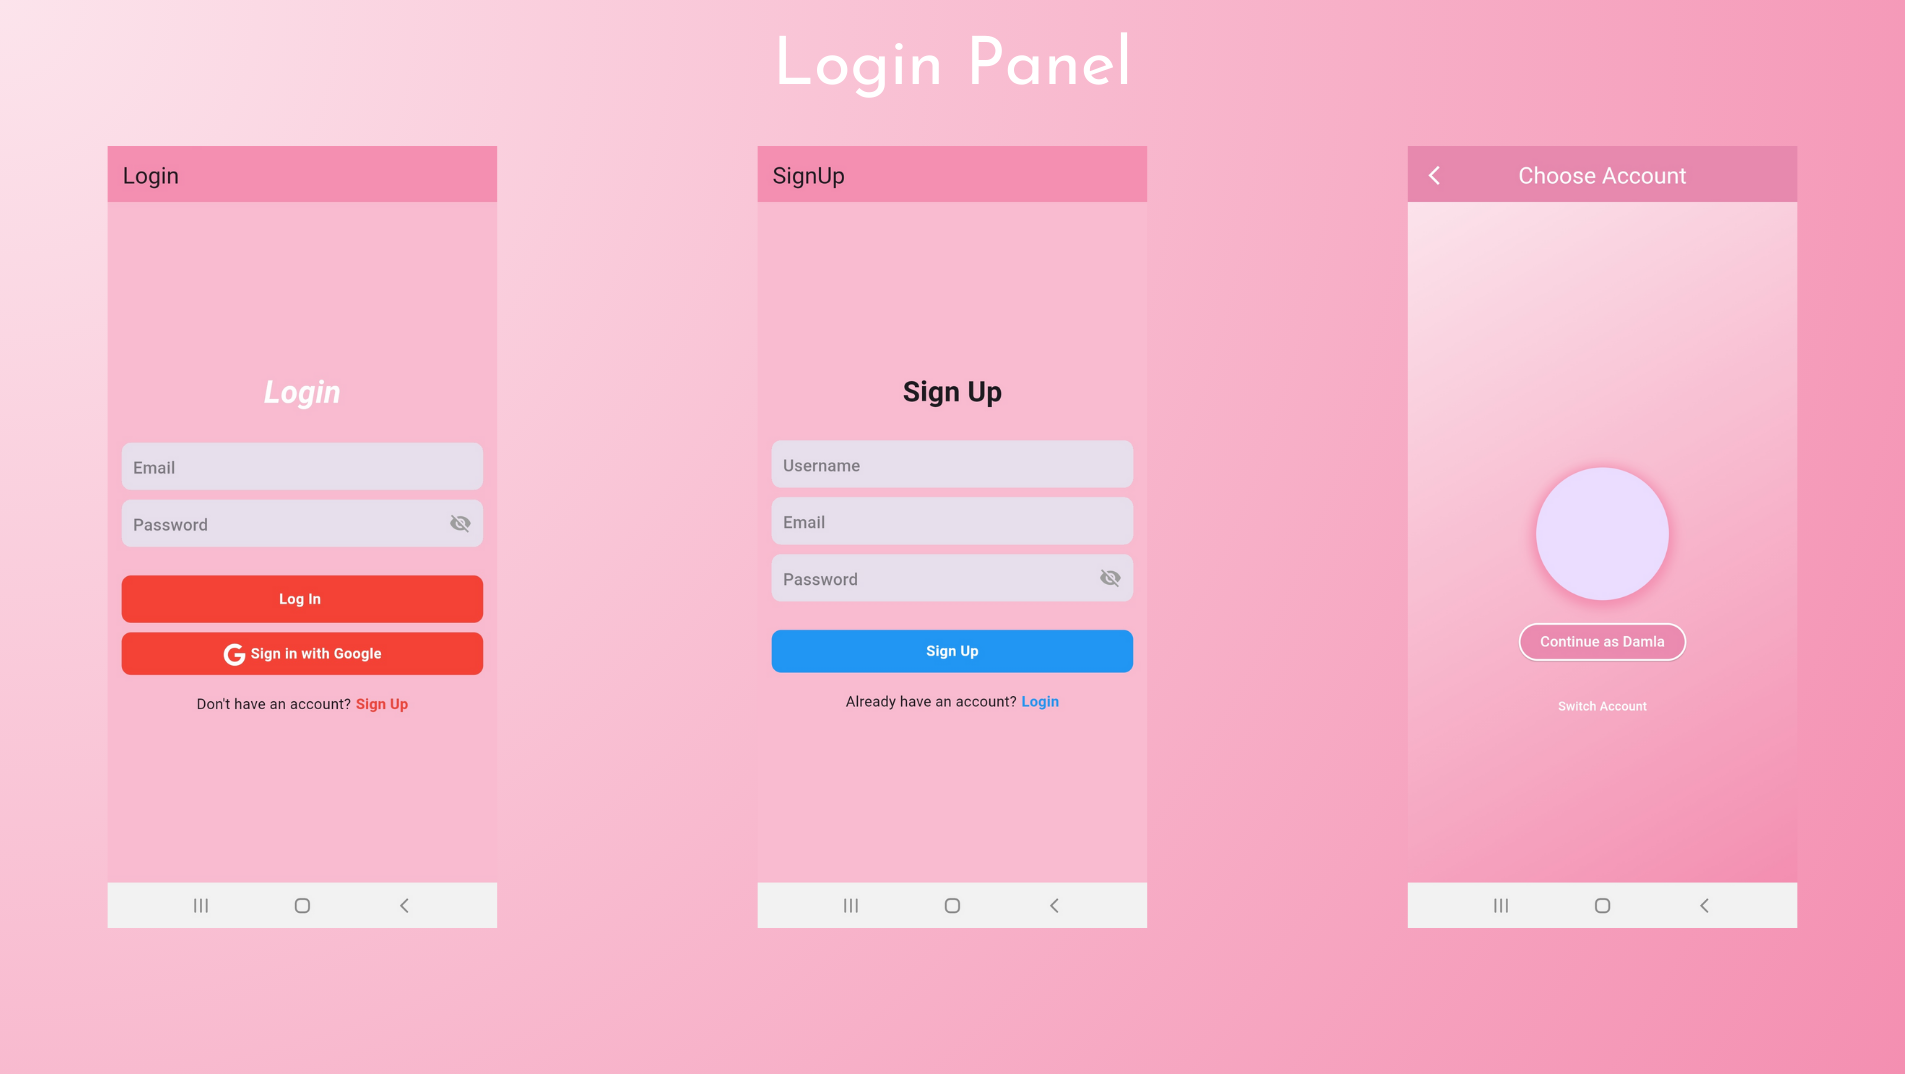 Login Panel
Login
Login
Email
Password
Log In
Sign in with Google
Don't have an account? Sign Up
SignUp
Sign Up
Username
Email
Password
Sign Up
Already have an account? Login
Choose Account
Continue as Damla
Switch Account